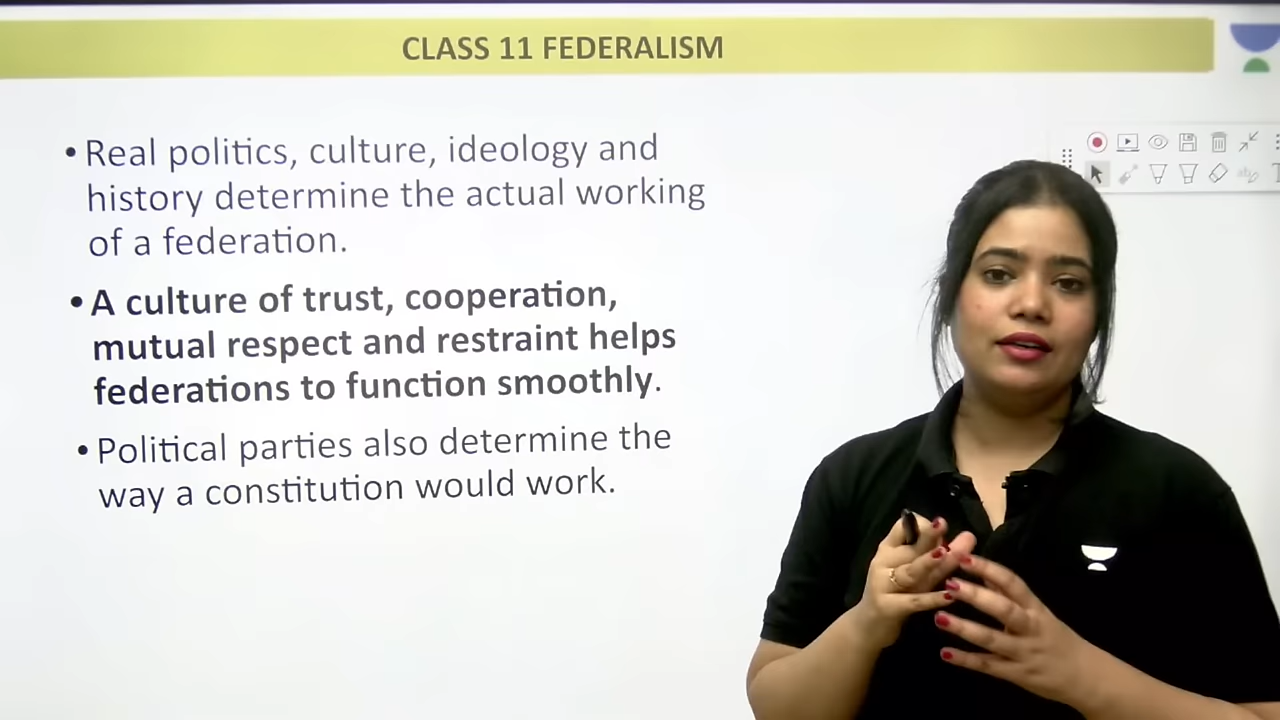 CLASS 11 FEDERALISM
• Real politics, culture, ideology and
history determine the actual working
of a federation.
• A culture of trust, cooperation,
mutual respect and restraint helps
federations to function smoothly.
• Political parties also determine the
way a constitution would work.